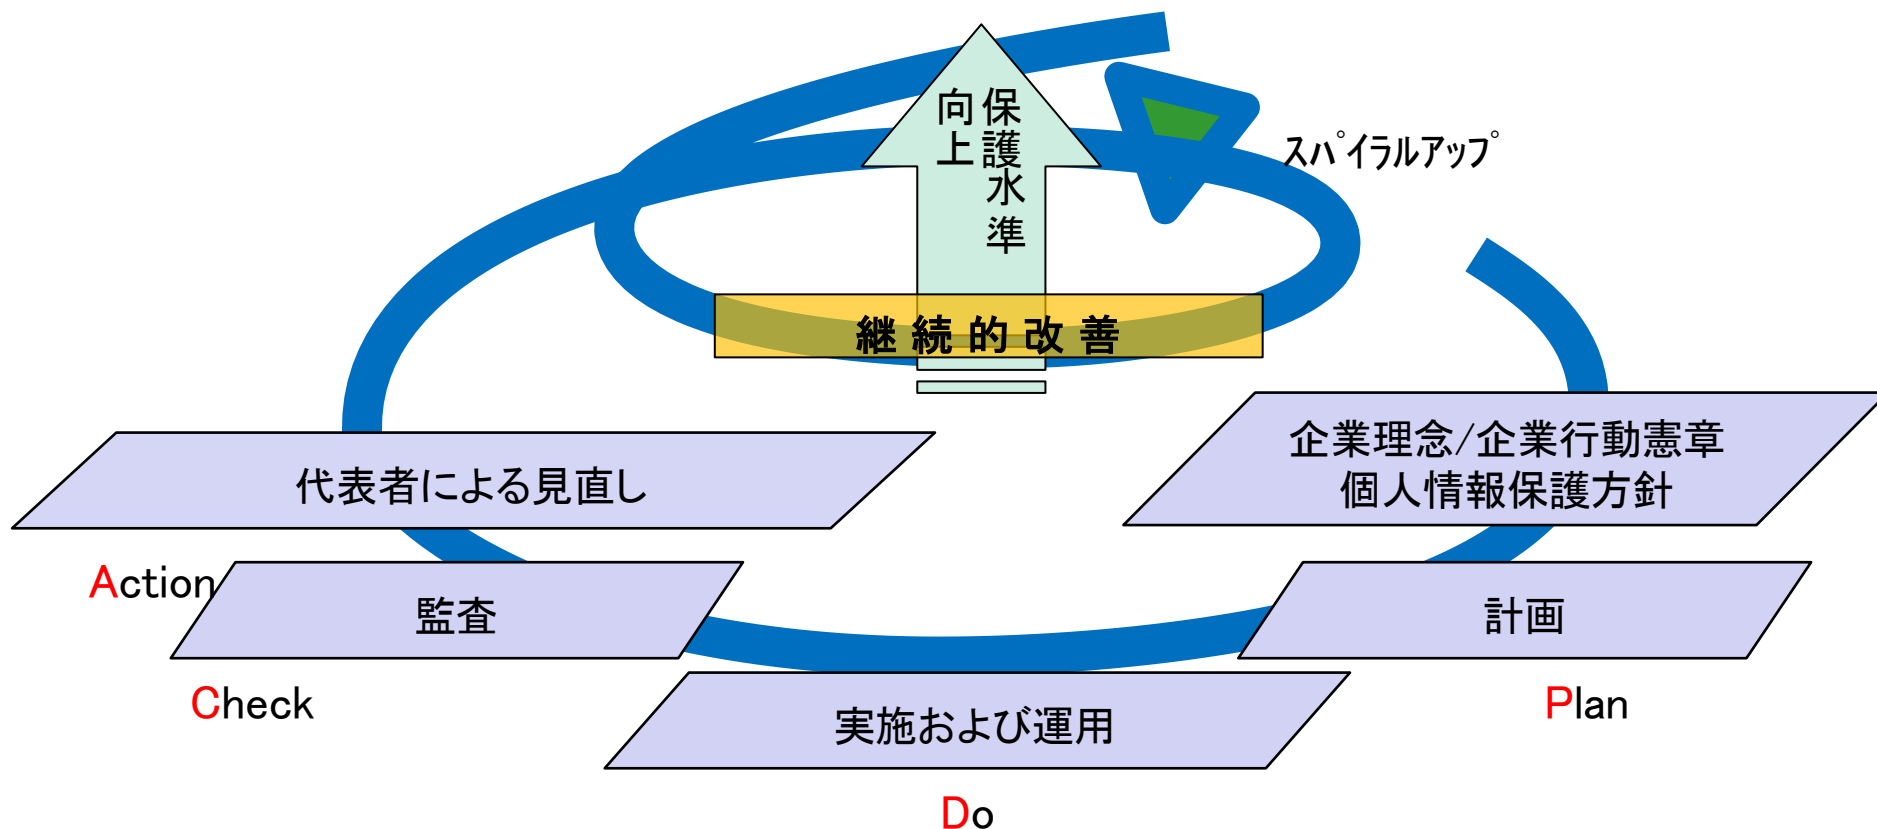 保護水準
向上
スパイラルアップ
継続的改善
企業理念/企業行動憲章
個人情報保護方針
代表者による見直し
Action
監査
計画
Check
Plan
実施および運用
Do